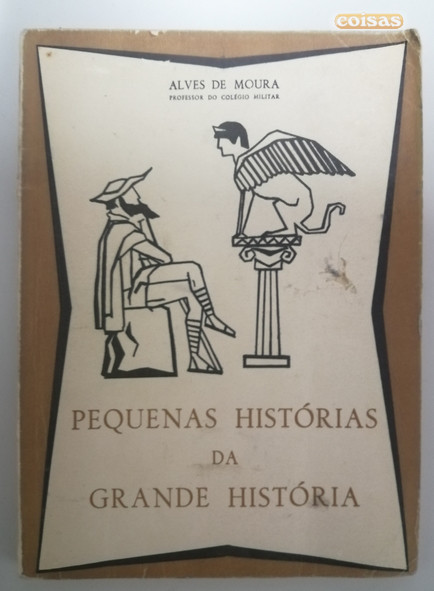 coisas
ALVES DE MOURA
PROFESSOR DO COLÉGIO MILITAR
PEQUENAS HISTÓRIAS
DA
GRANDE HISTÓRIA